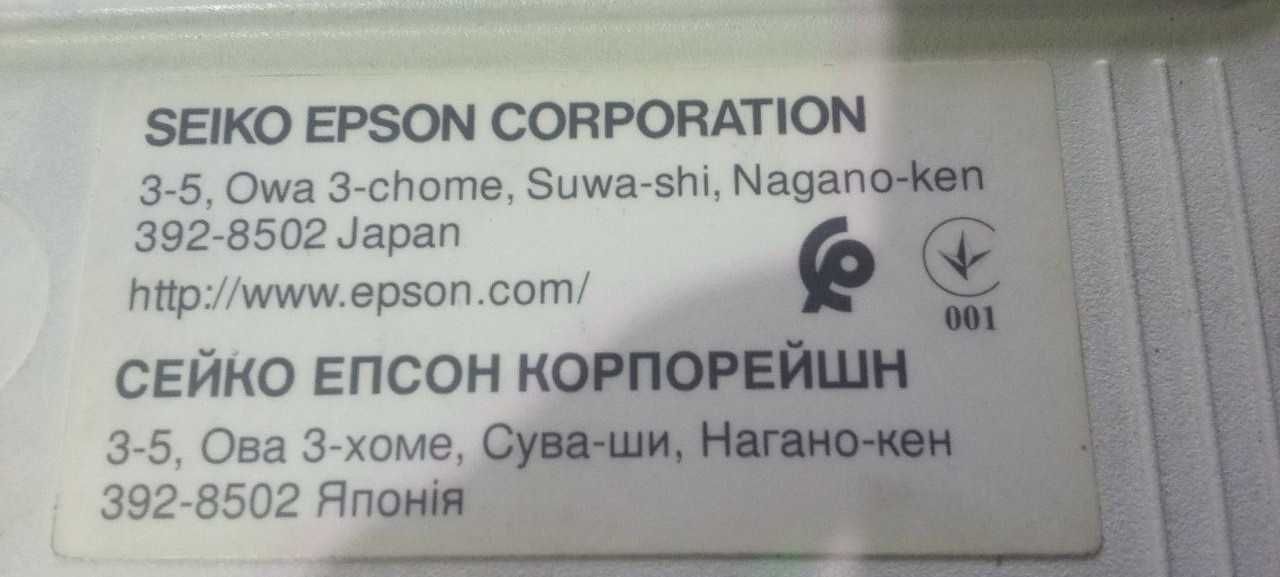 SEIKO EPSON CORPORATION
3-5, Owa 3-chome, Suwa-shi, Nagano-ken
392-8502 Japan
http://www.epson.com/
001
СЕЙКО ЕПСОН КОРПОРЕЙШН
3-5, Ова 3-хоме, Сува-ши, Нагано-кен
392-8502 Японія